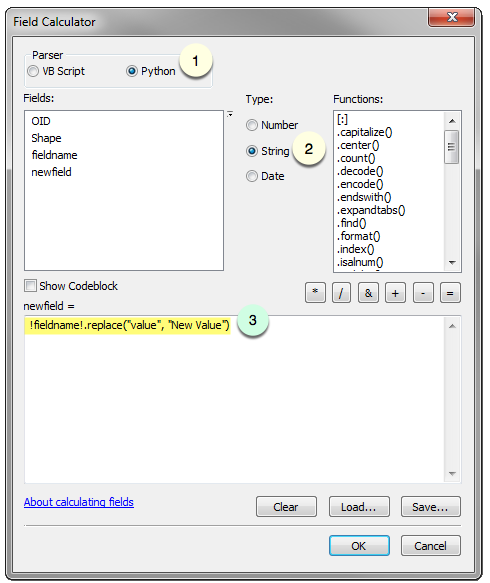 Field Calculator
Parser
VB Script
Python
1
Fields:
Type:
Functions:
OID
Shape
fieldname
newfield
Number
String
2
Date
[:]
.capitalize()
.center()
.count()
.decode()
.encode()
.endswith()
.expandtabs()
.find()
.format()
.index()
.isalnum()
Show Codeblock
* / & + - =
newfield =
!fieldname!.replace("value", "New Value")
3
About calculating fields
Clear
Load...
Save...
OK
Cancel